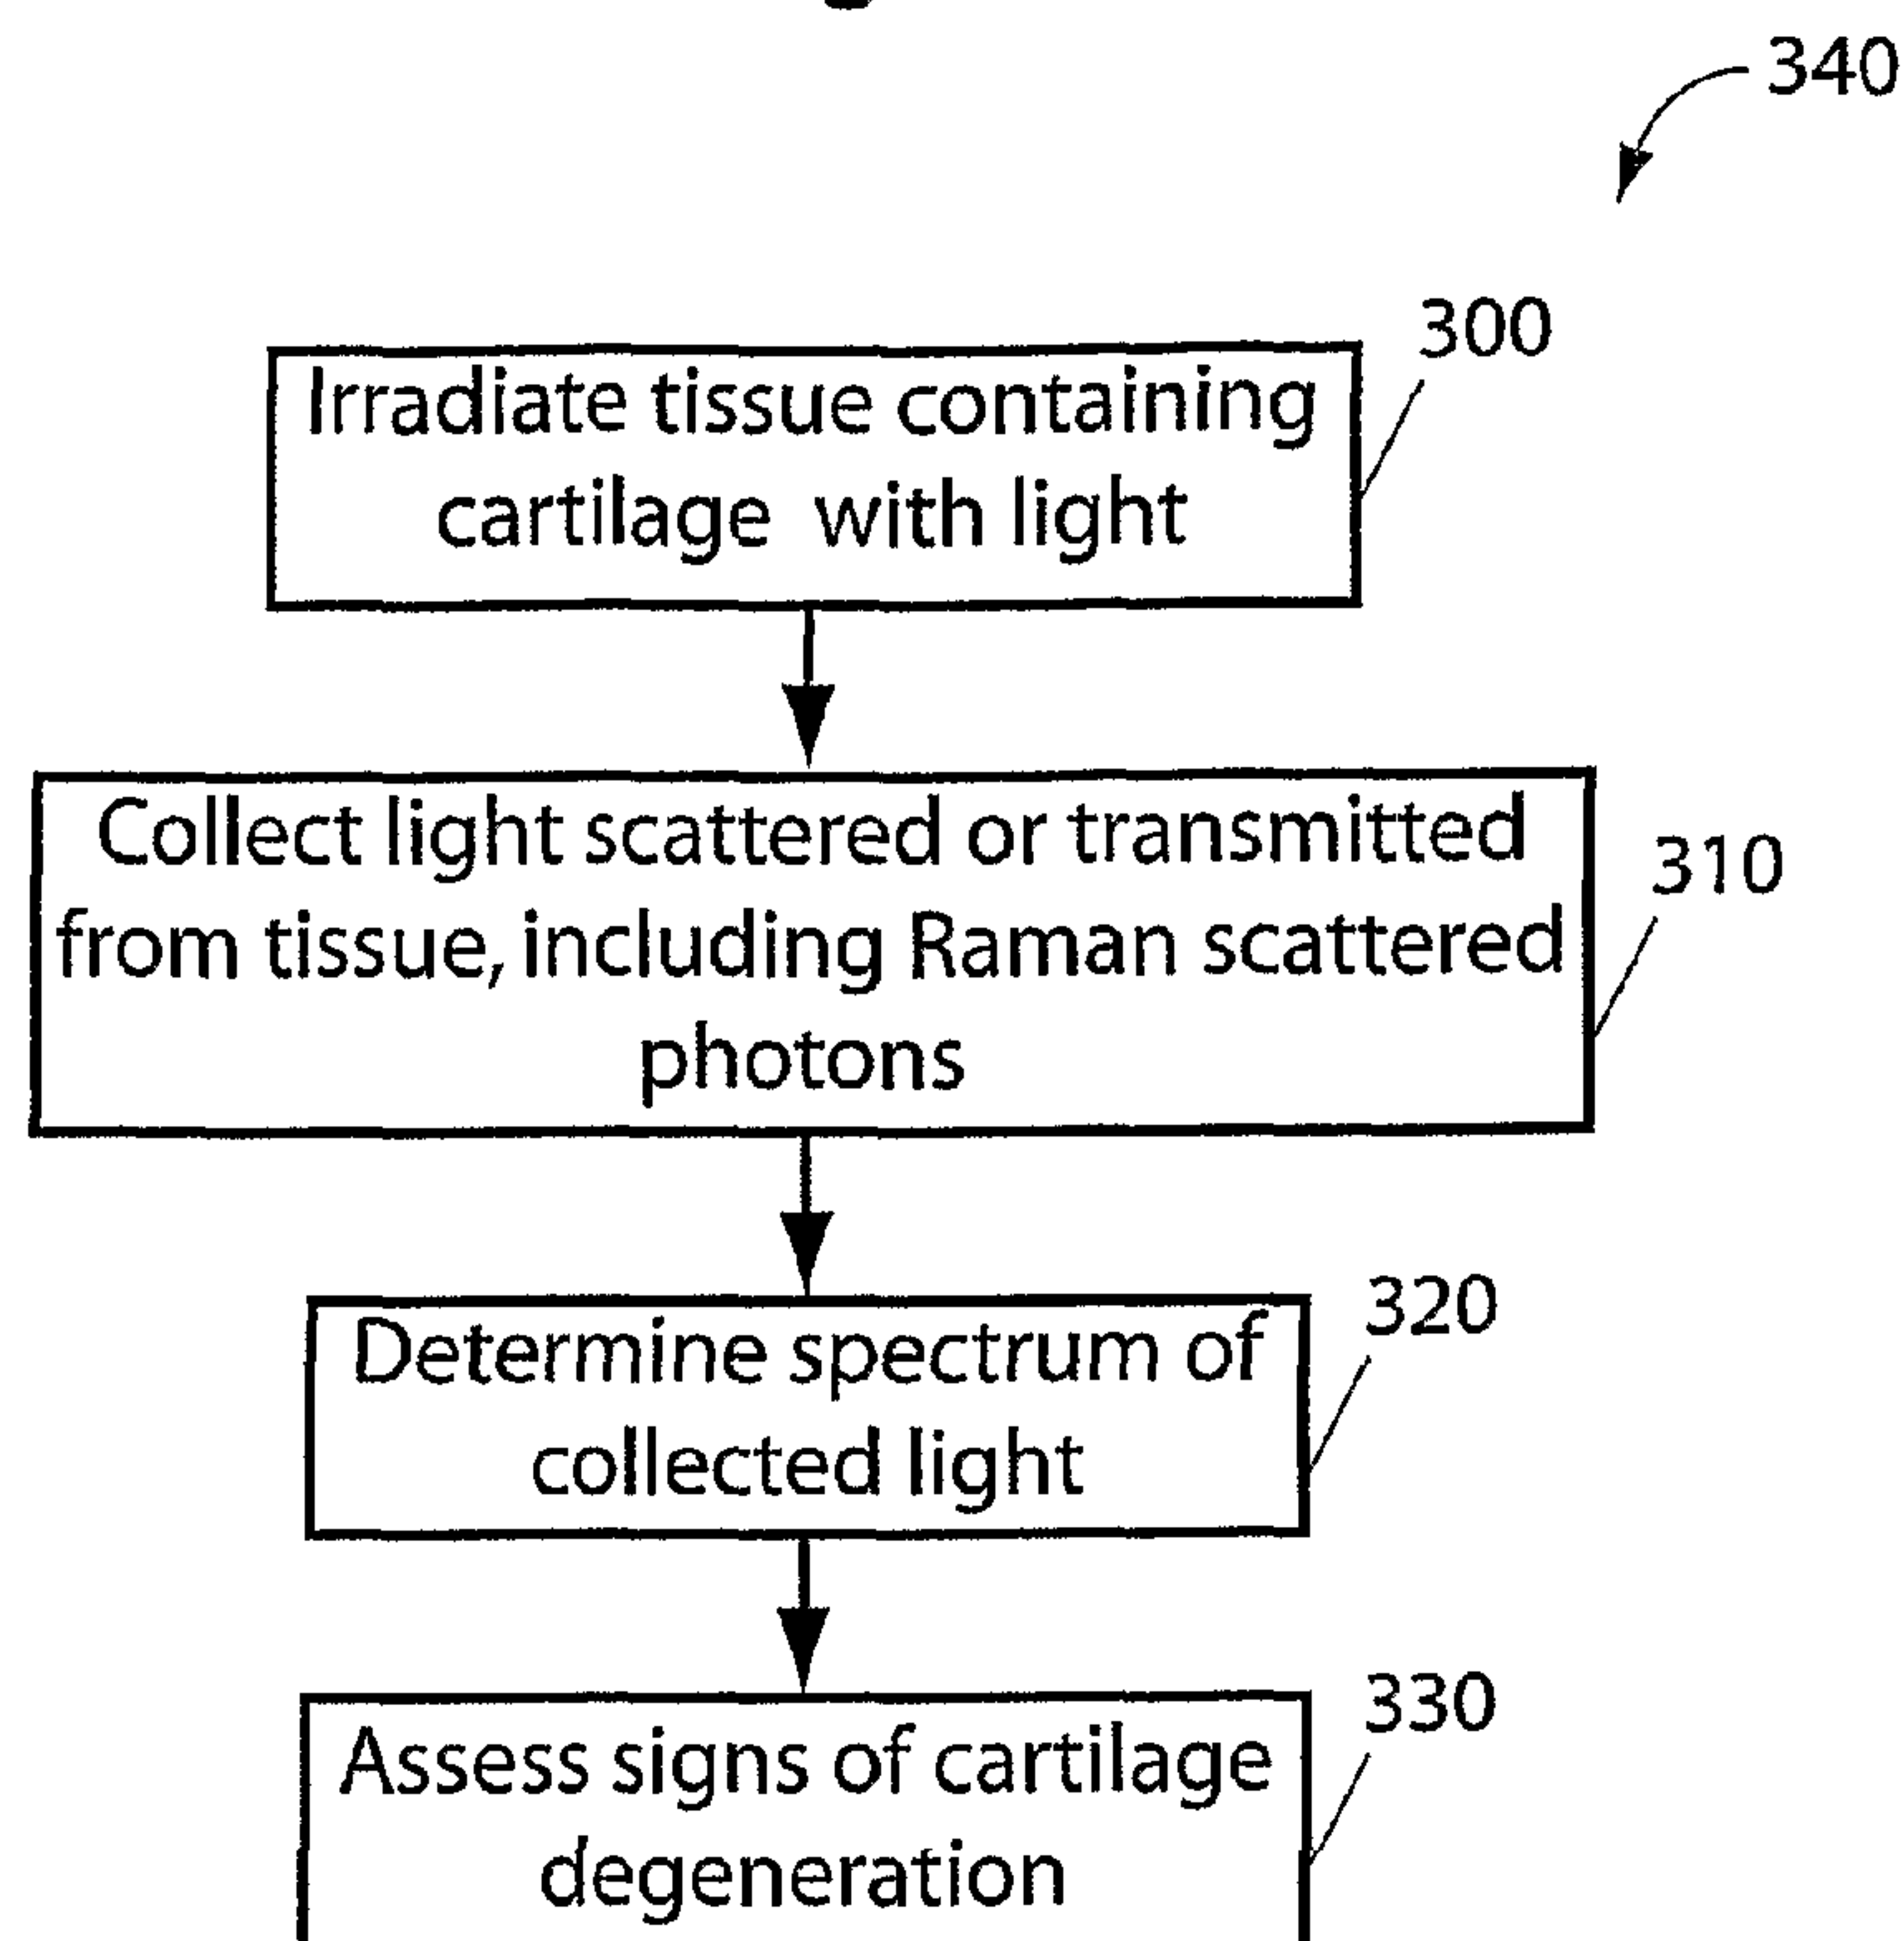 340
300
Irradiate tissue containing
cartilage with light
310
Collect light scattered or transmitted
from tissue, including Raman scattered
photons
320
Determine spectrum of
collected light
330
Assess signs of cartilage
degeneration